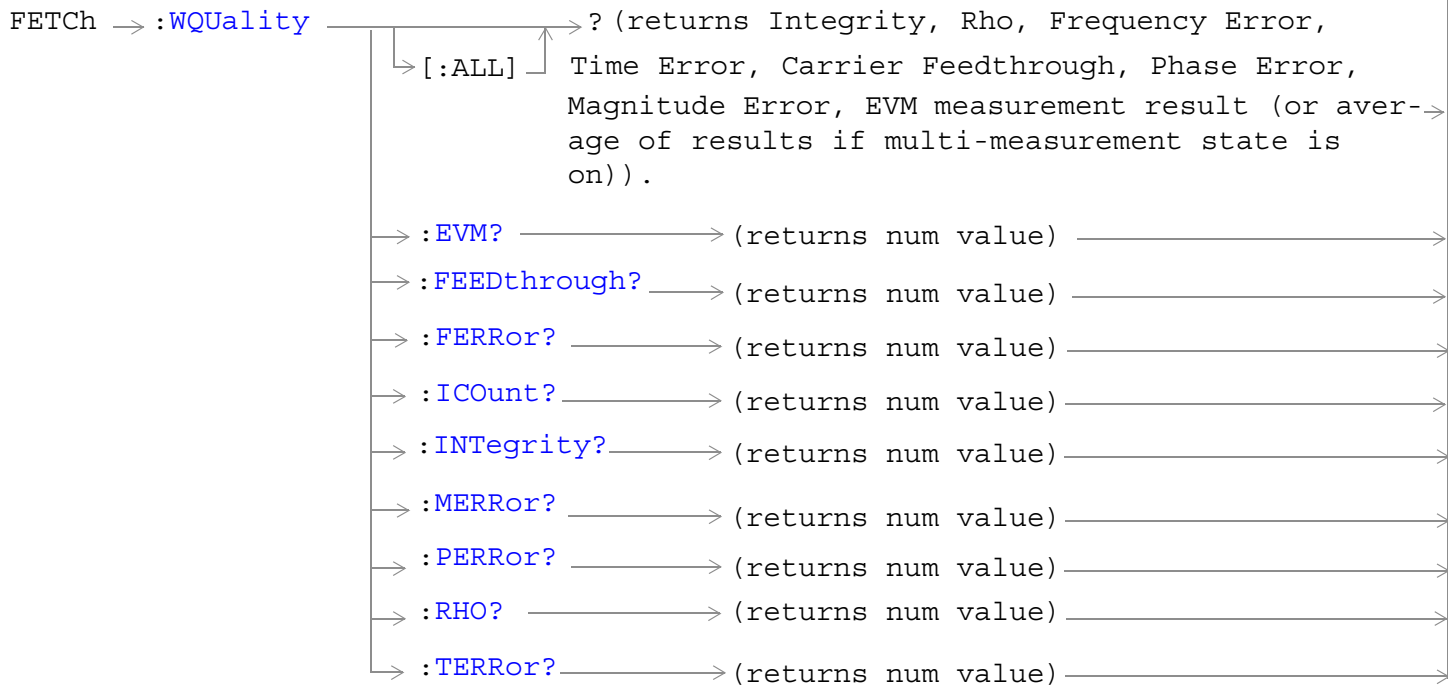 FETCh :WQUality ? (returns Integrity, Rho, Frequency Error,
[:ALL] Time Error, Carrier Feedthrough, Phase Error,
Magnitude Error, EVM measurement result (or aver-
age of results if multi-measurement state is
on)).
:EVM? (returns num value)
:FEEDthrough? (returns num value)
:FERRor? (returns num value)
:ICOunt? (returns num value)
:INTegrity? (returns num value)
:MERRor? (returns num value)
:PERRor? (returns num value)
:RHO? (returns num value)
:TERRor? (returns num value)